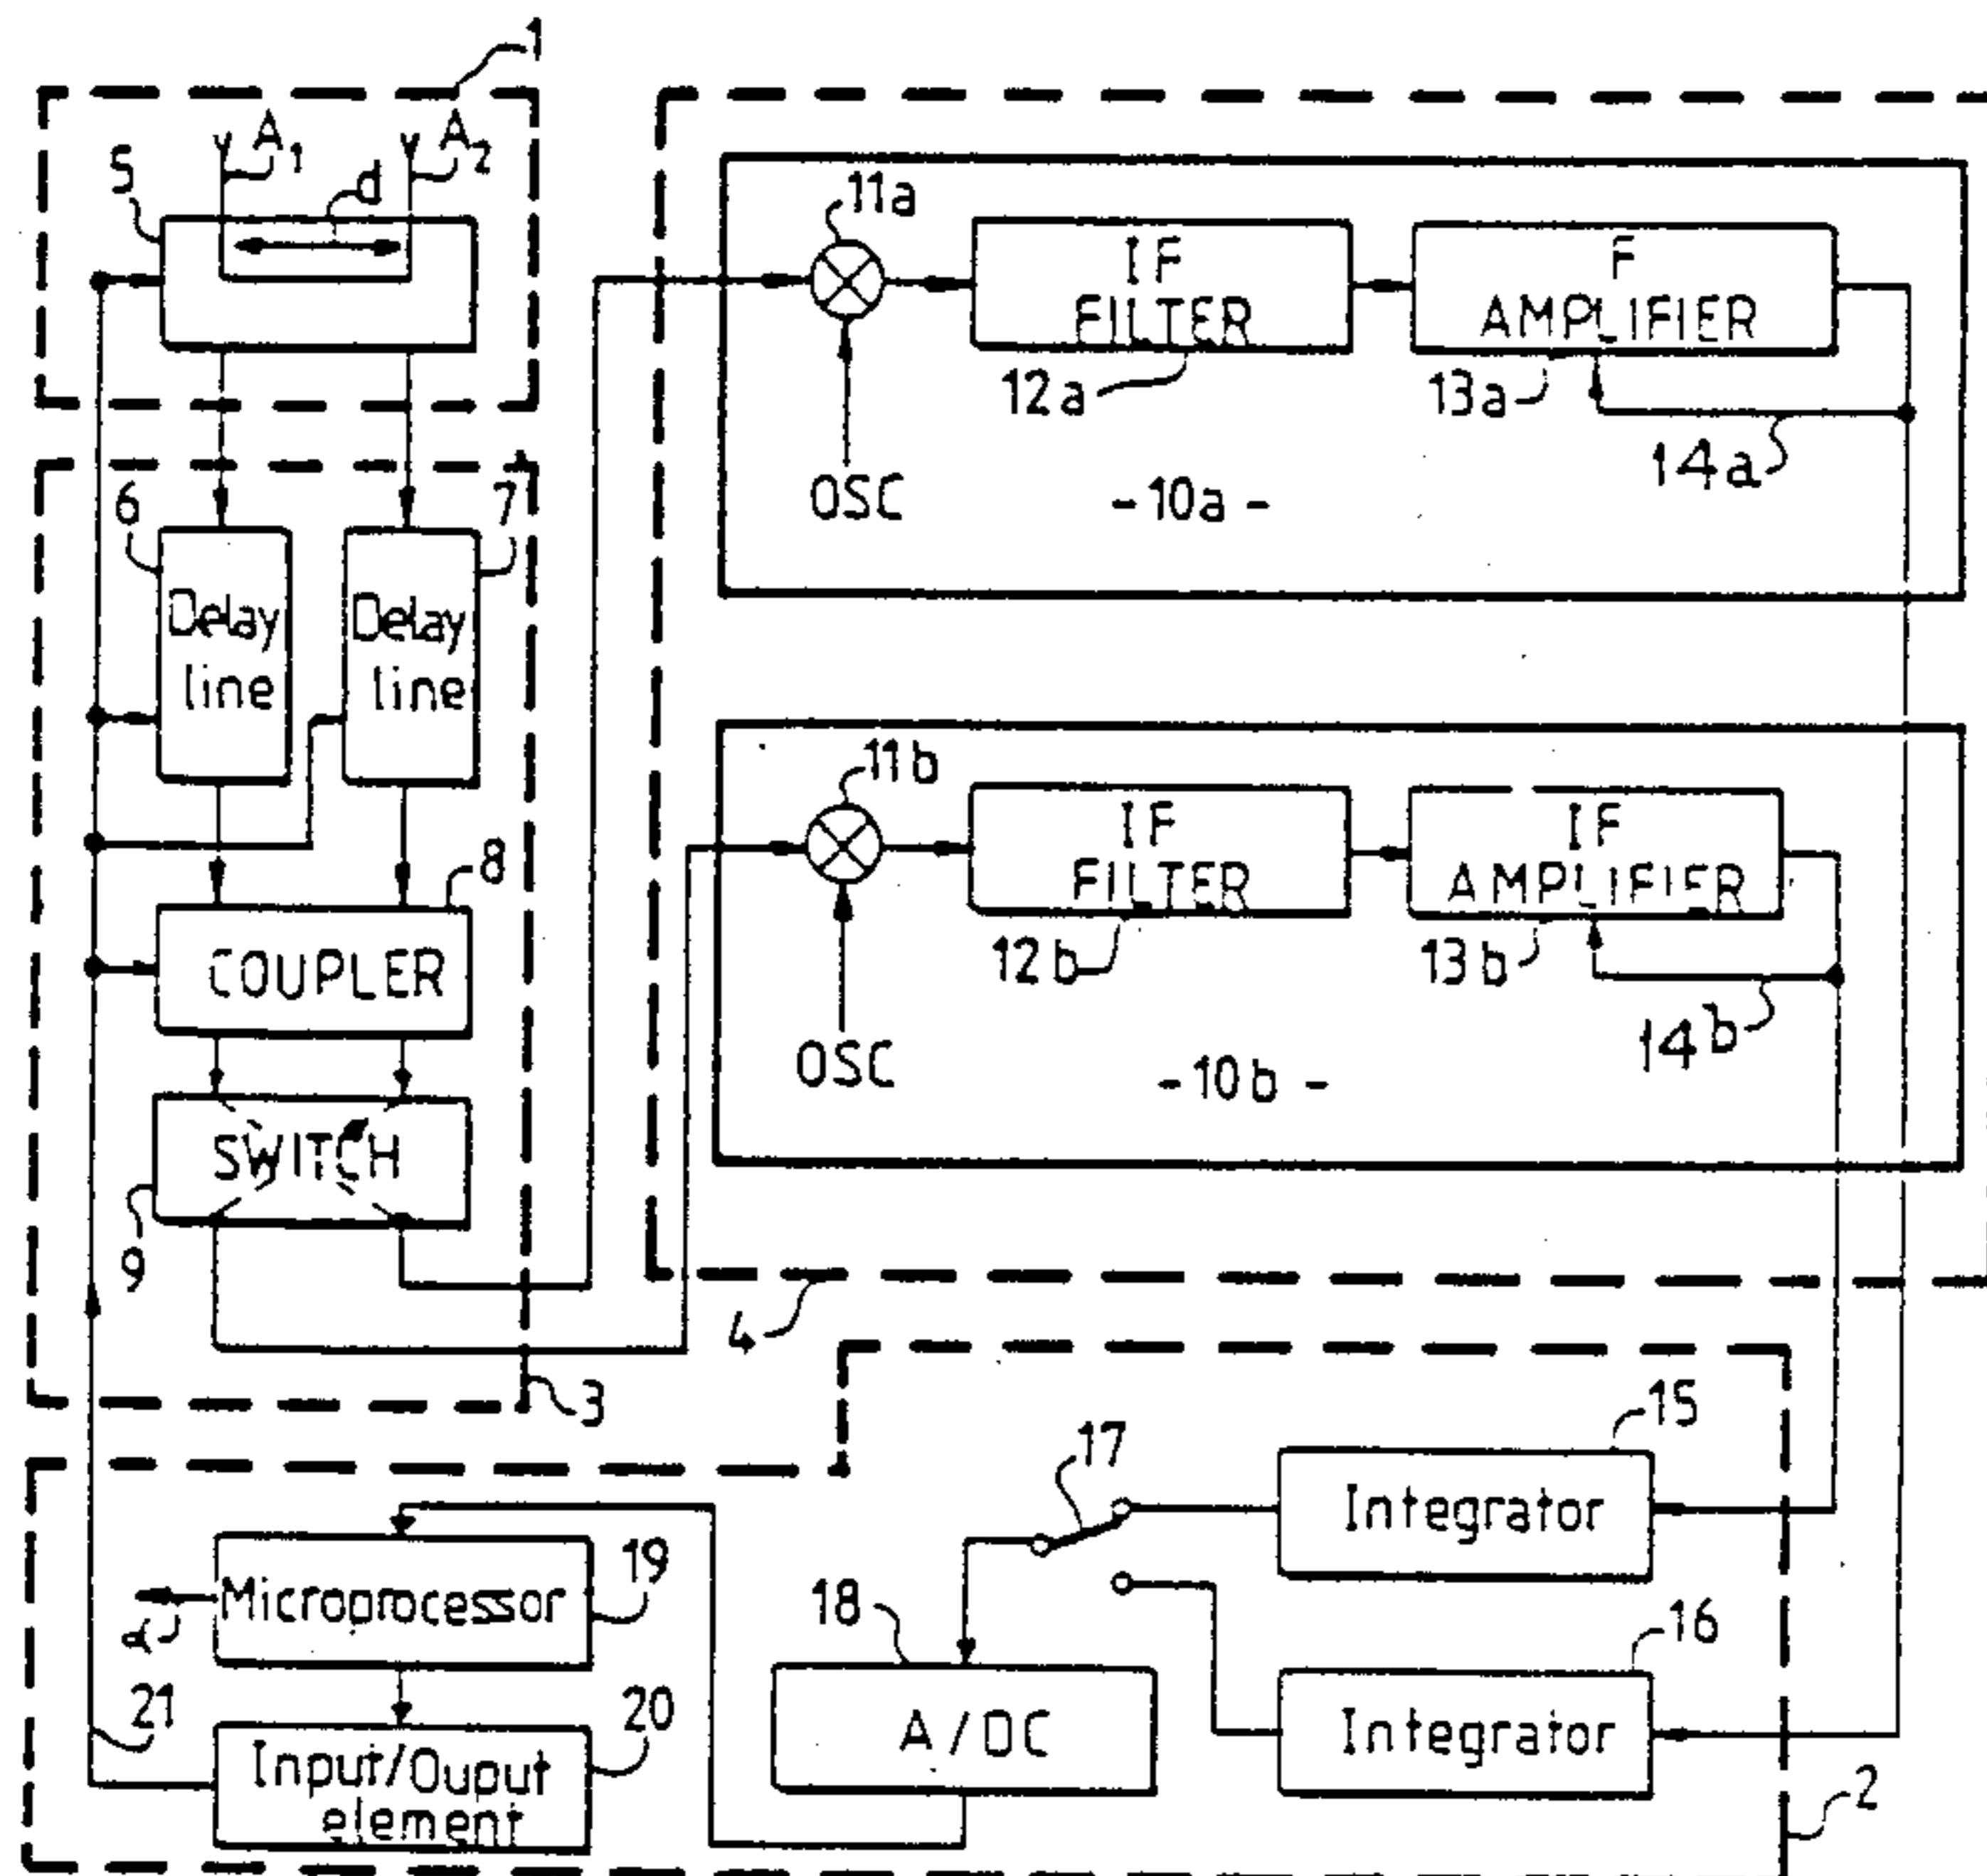 1
A1
A2
5
d
11a
IF
FILTER
F
AMPLIFIER
12a
13a
14a
OSC
- 10a -
6
7
Delay
line
Delay
line
11b
IF
FILTER
IF
AMPLIFIER
8
COUPLER
12b
13b
14b
OSC
- 10b -
SWITCH
9
4
3
15
17
Integrator
19
Microprocessor
18
16
21
20
A/DC
Integrator
Input/Ouput
element
2